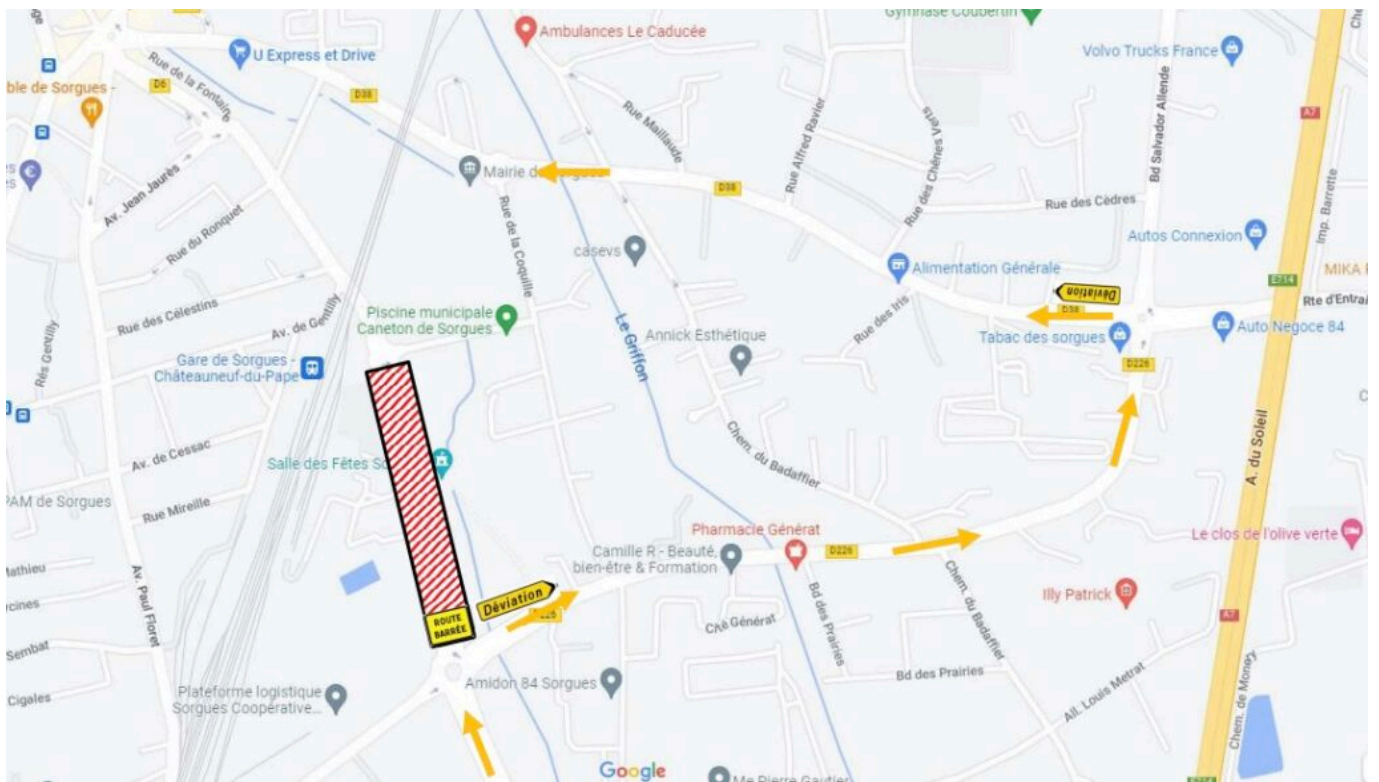 Gymnase Coubertin
Ambulances Le Caducée
U Express et Drive
Volvo Trucks France
Rue de la Fontaine
D6
ble de Sorgues -
D38
A7
Bd Salvador Allende
Rue Maillaude
Rue Alfred Ravier
Rue des Chênes Verts
Mairie de Sorgues
D38
Av. Jean Jaurès
Rue du Ronquet
Rue de la Coquille
Rue des Cèdres
Imp. Barrette
Autos Connexion
casevs
Alimentation Générale
E714
MIKA
Rte d'Entrai
Déviation
D38
Piscine municipale
Caneton de Sorgues...
Le Griffon
Rue des Iris
Rue des Célestins
Av. de Gentilly
Rés Gentilly
Annick Esthétique
Tabac des sorgues
Auto Negoce 84
Gare de Sorgues -
Châteauneuf-du-Pape
D226
A. du Soleil
Chem. du Badaffier
Av. de Cessac
Salle des Fêtes So
PAM de Sorgues
Rue Mireille
Pharmacie Générat
Le clos de l'olive verte
Camille R - Beauté,
bien-être & Formation
D226
Mathieu
Av. Paul Floret
Déviation
ROUTE
BARRÉE
Chem. du Badaffier
Illy Patrick
Bd des Prairies
A7
Sembat
Bd des Prairies
Amidon 84 Sorgues
Plateforme logistique
Sorgues Coopérative...
Cigales
All. Louis Metrat
Chem. de Monery
Google
Me Pierre Gautier
E714